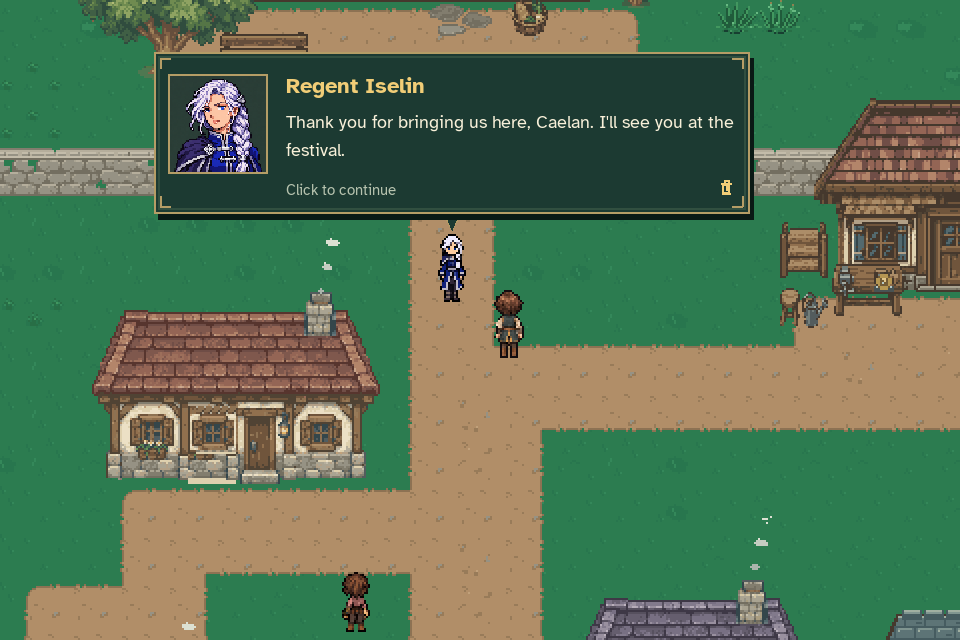 Regent Iselin
Thank you for bringing us here, Caelan. I'll see you at the
festival.
Click to continue